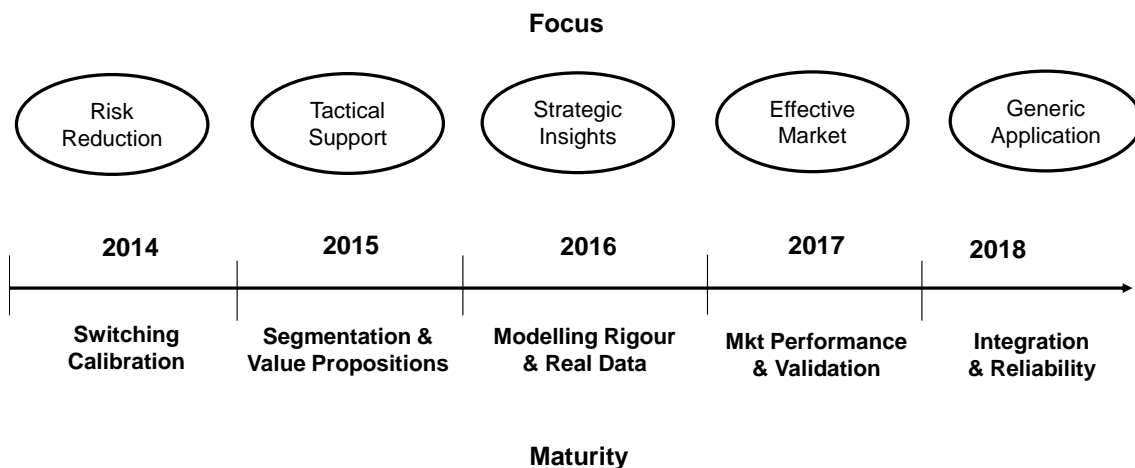 Focus
Risk
Reduction
Tactical
Support
Strategic
Insights
Effective
Market
Generic
Application
2014
2015
2016
2017
2018
Switching
Calibration
Segmentation &
Value Propositions
Modelling Rigour
& Real Data
Mkt Performance
& Validation
Integration
& Reliability
Maturity